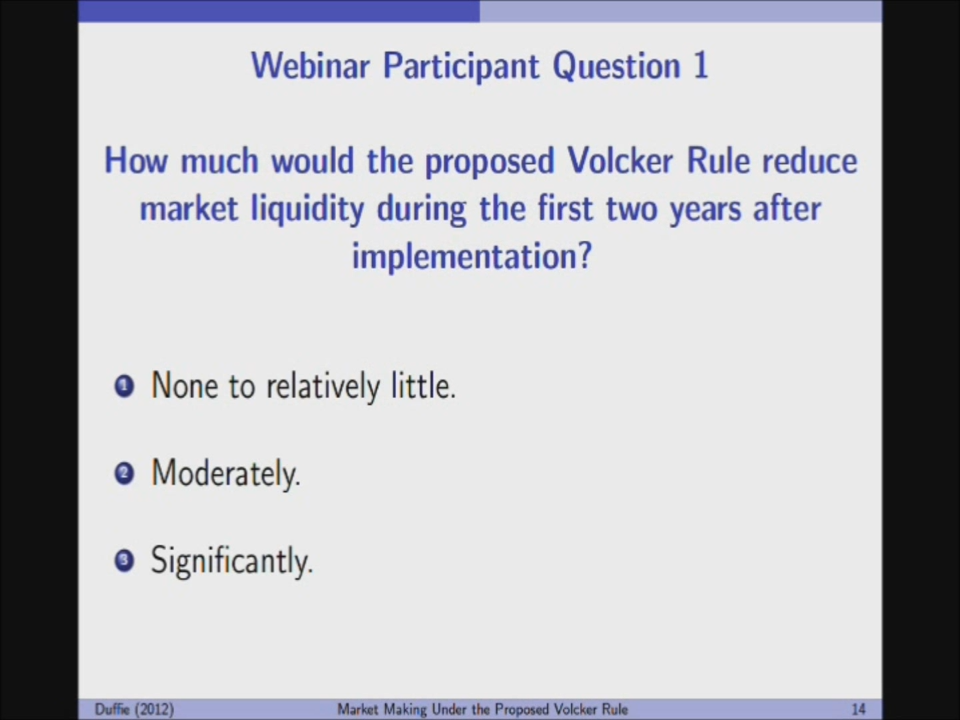 Webinar Participant Question 1
How much would the proposed Volcker Rule reduce
market liquidity during the first two years after
implementation?
1 None to relatively little.
2 Moderately.
3 Significantly.
Duffie (2012) Market Making Under the Proposed Volcker Rule 14